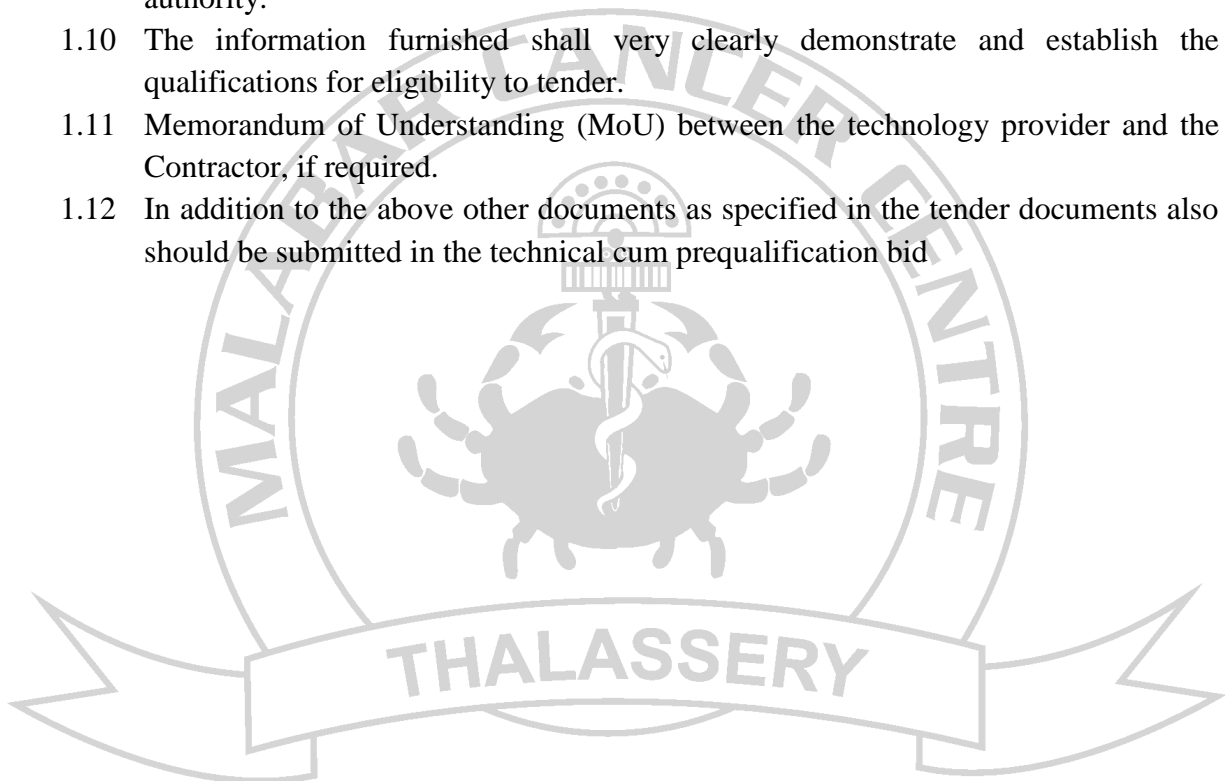 authority.
1.10 The information furnished shall very clearly demonstrate and establish the
qualifications for eligibility to tender.
1.11 Memorandum of Understanding (MoU) between the technology provider and the
Contractor, if required.
1.12 In addition to the above other documents as specified in the tender documents also
should be submitted in the technical cum prequalification bid
MALABAR CANCER CENTRE
THALASSERY